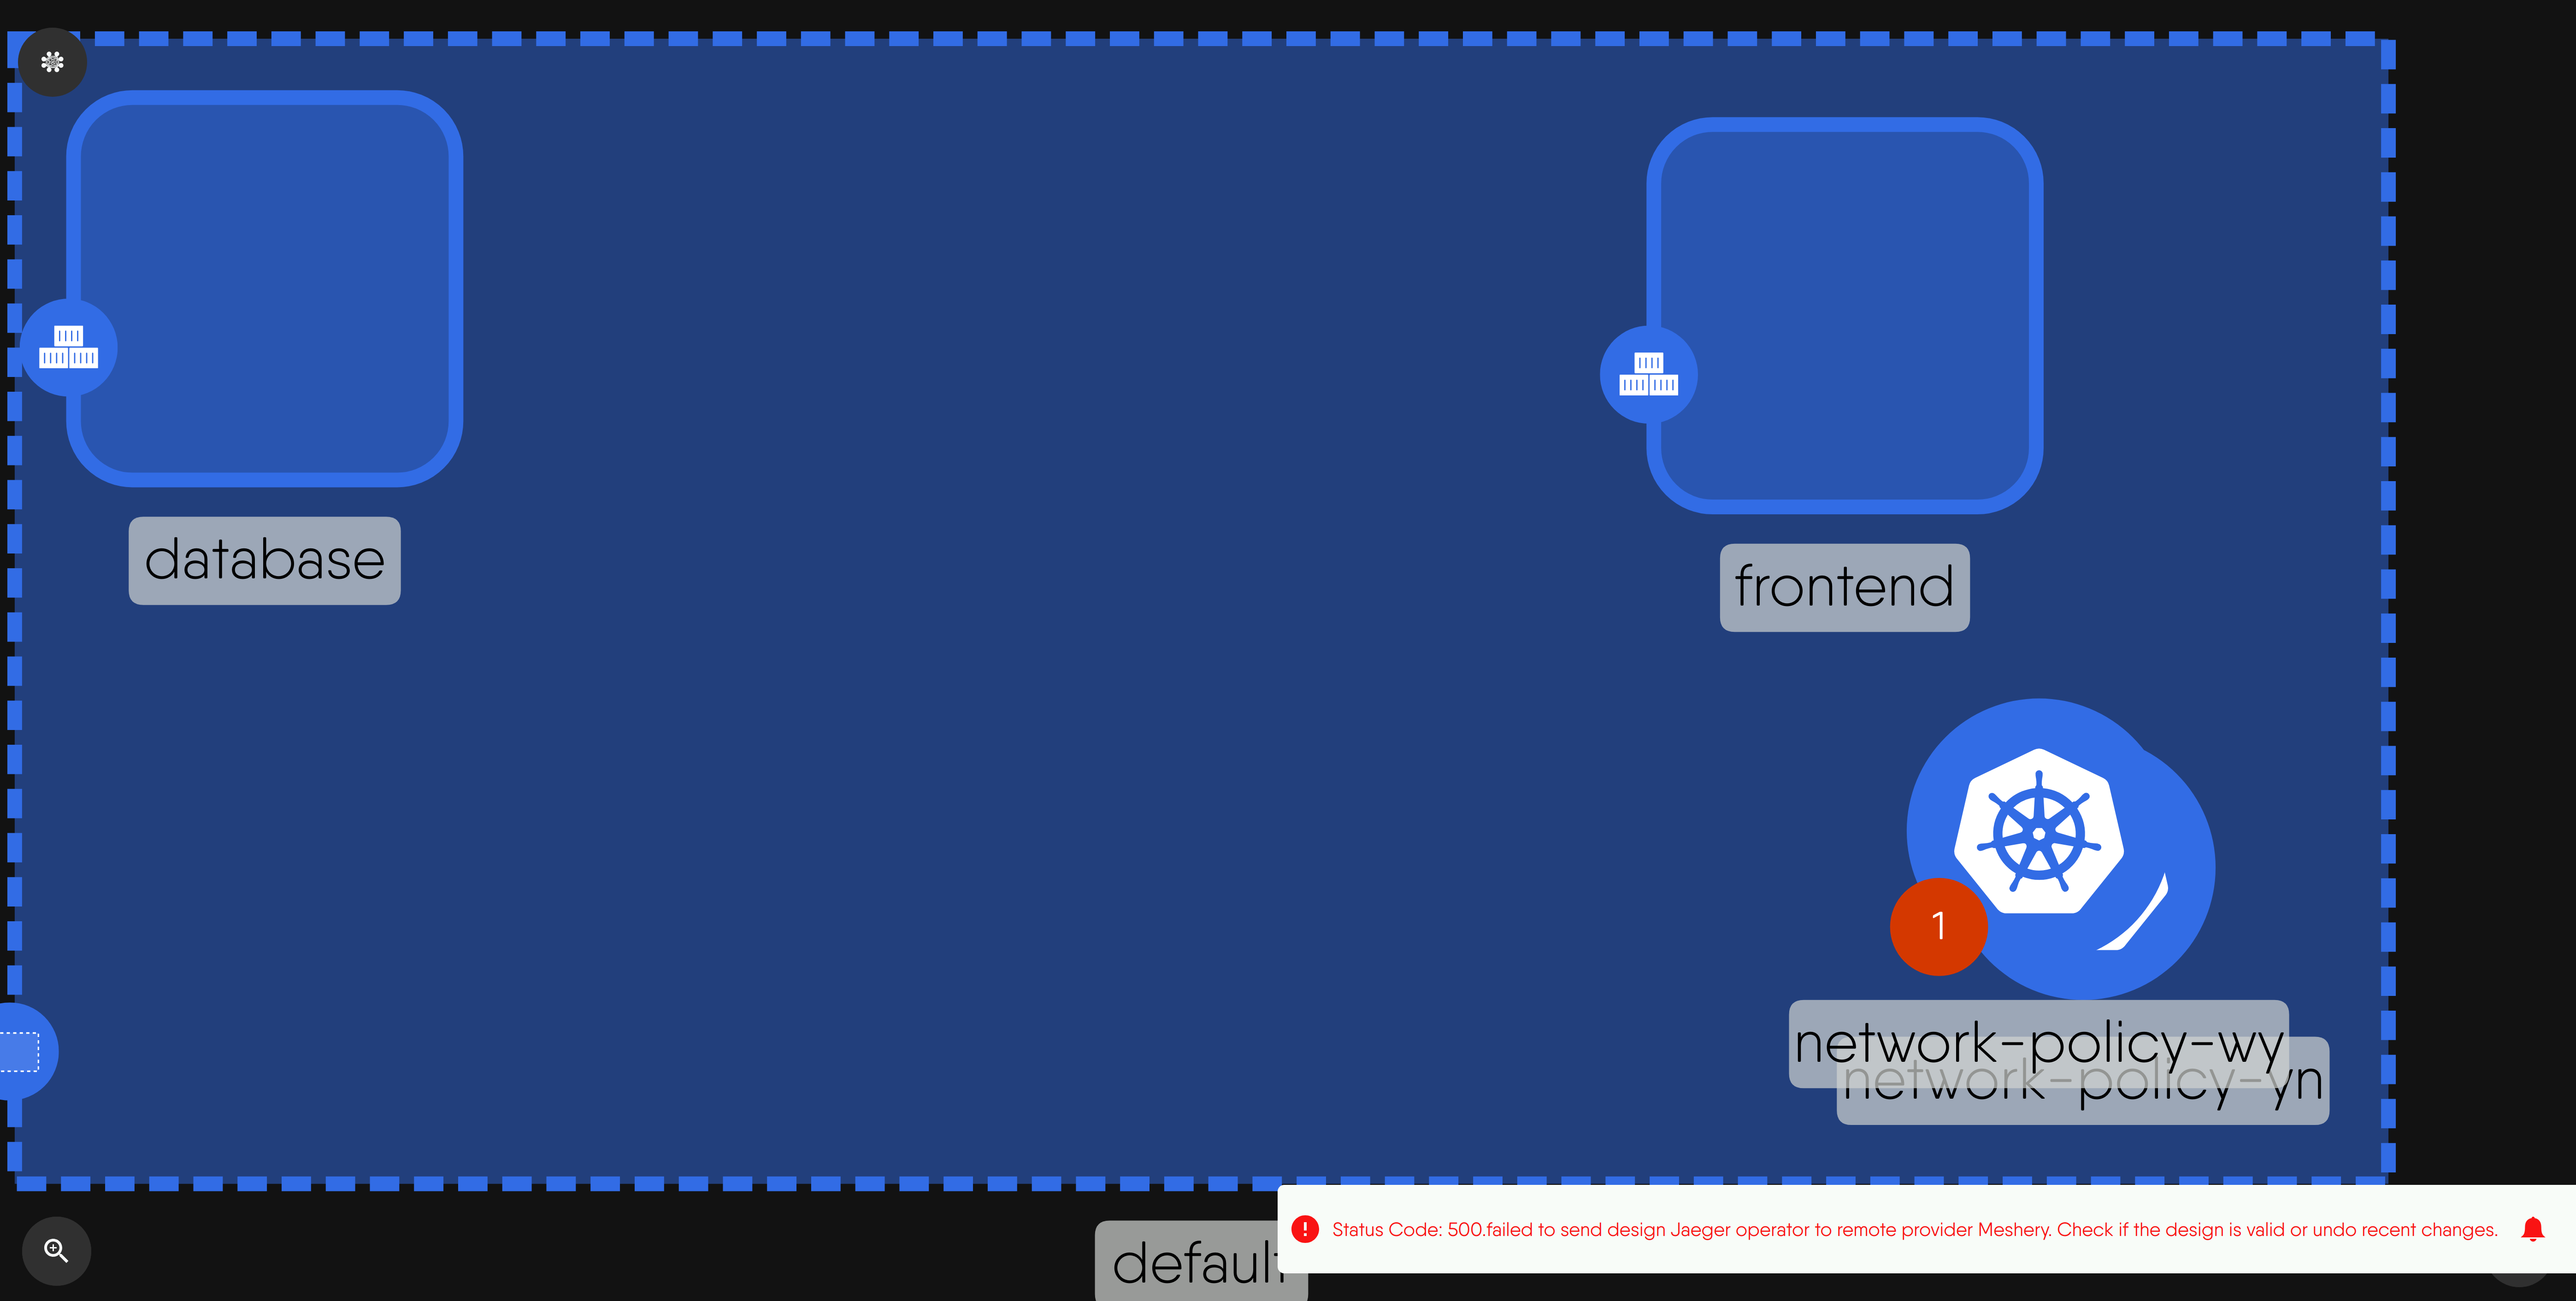 database
frontend
1
network-policy-wy
network-policy-yn
default
Status Code: 500.failed to send design Jaeger operator to remote provider Meshery. Check if the design is valid or undo recent changes.